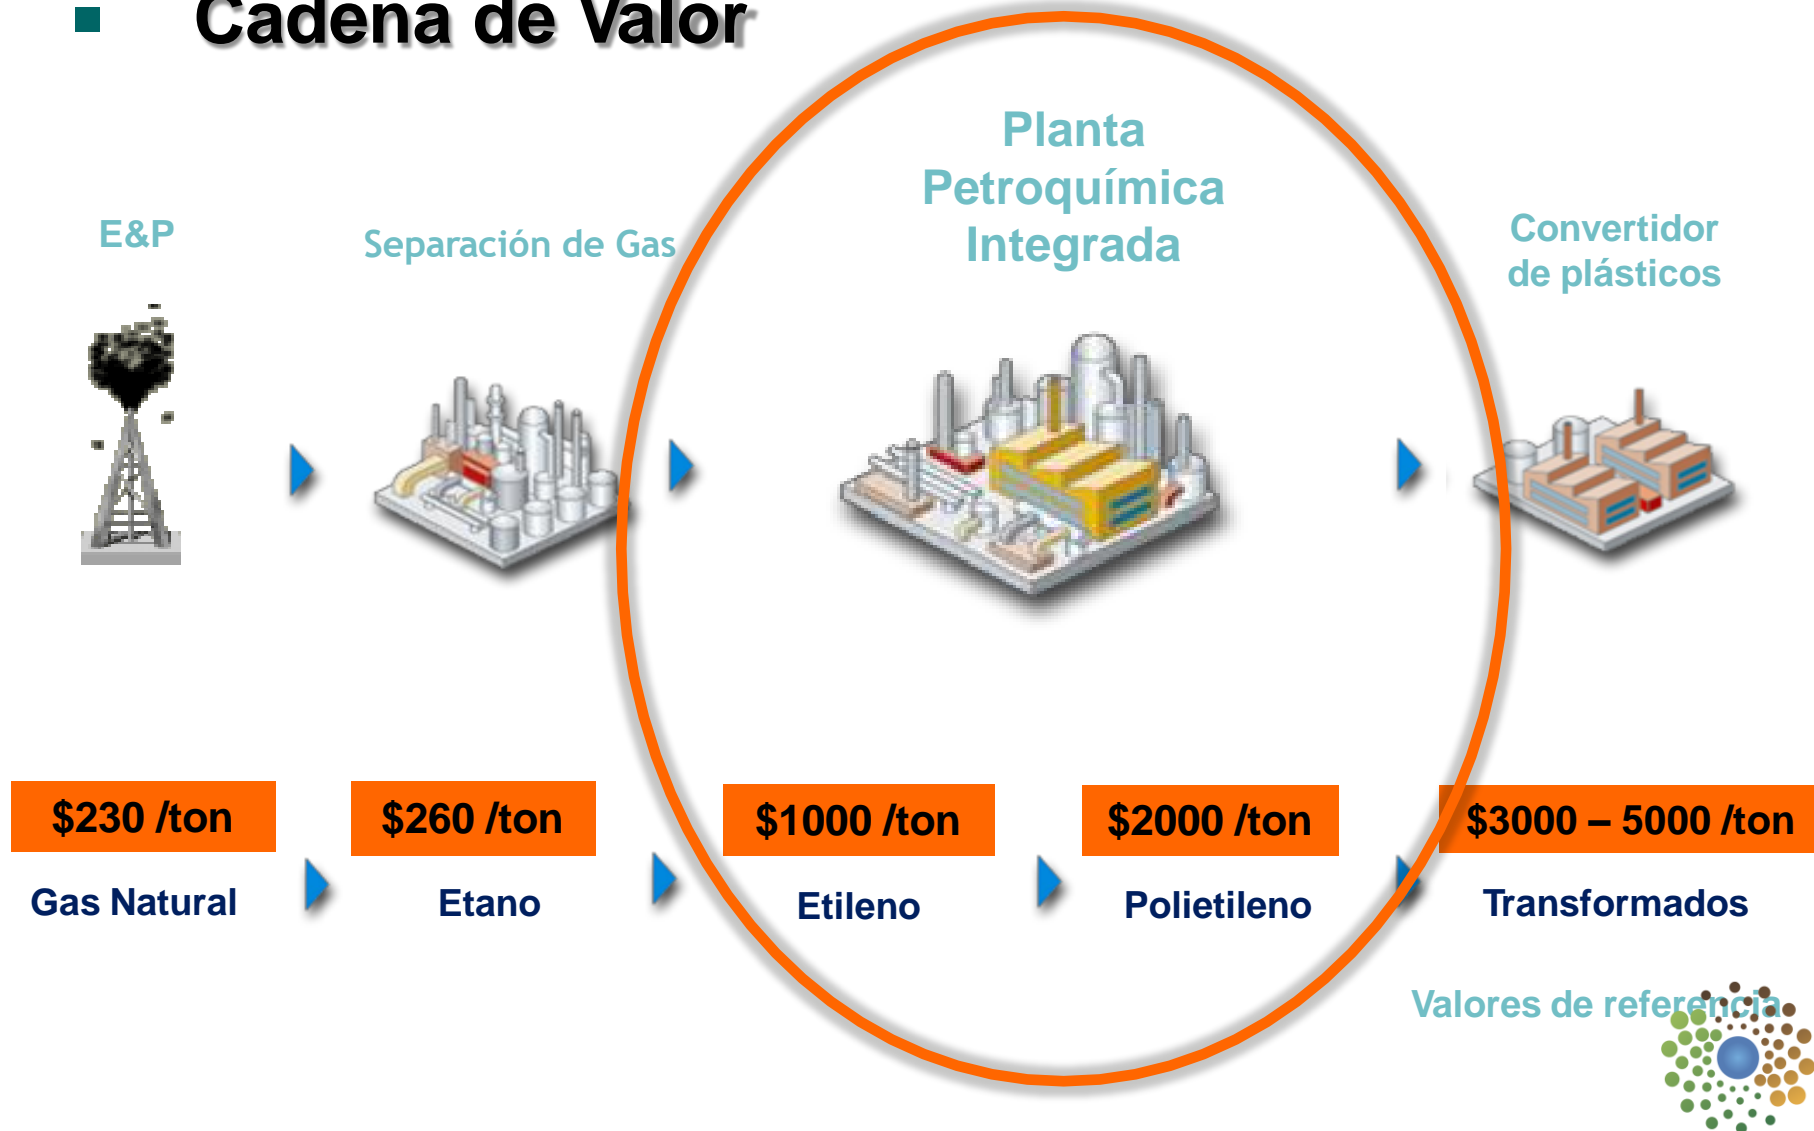 Cadena de Valor
Planta
Petroquímica
Integrada
E&P
Separación de Gas
Convertidor
de plásticos
$230 /ton
$260 /ton
$1000 /ton
$2000 /ton
$3000 – 5000 /ton
Gas Natural
Etano
Etileno
Polietileno
Transformados
Valores de referencia